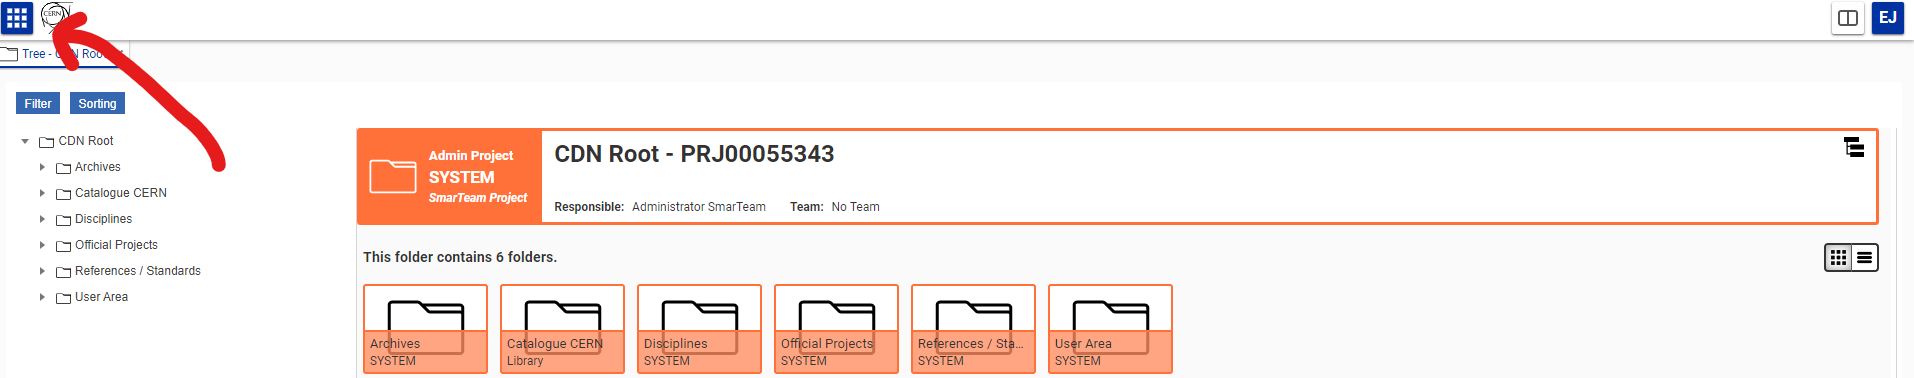 CERN
EJ
Tree - C N Roo
Filter
Sorting
CDN Root
Archives
Catalogue CERN
Disciplines
Official Projects
References / Standards
User Area
Admin Project
SYSTEM
SmarTeam Project
CDN Root - PRJ00055343
Responsible: Administrator SmarTeam Team: No Team
This folder contains 6 folders.
Archives
SYSTEM
Catalogue CERN
Library
Disciplines
SYSTEM
Official Projects
SYSTEM
References / Sta...
SYSTEM
User Area
SYSTEM